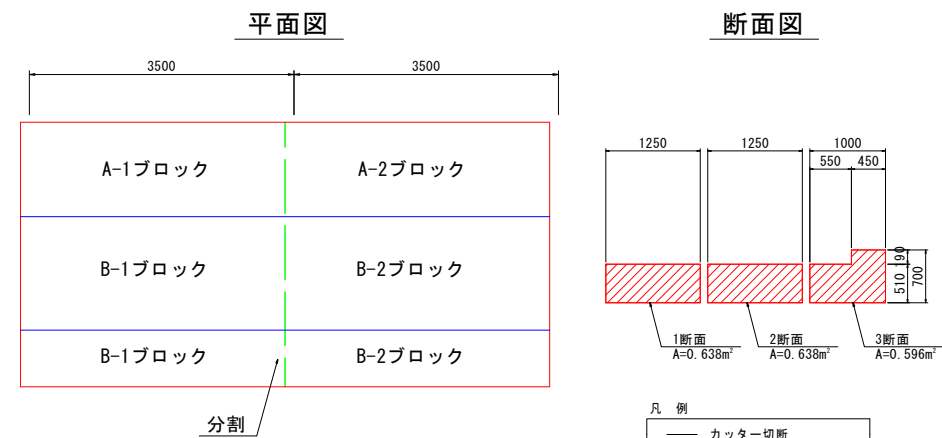 平面図
断面図
3500
3500
1250
1250
1000
550
450
A-1ブロック
A-2ブロック
B-1ブロック
B-2ブロック
B-1ブロック
B-2ブロック
190
510
700
1断面
A=0.638㎡
2断面
A=0.638㎡
3断面
A=0.596㎡
分割
凡 例
カッター切断